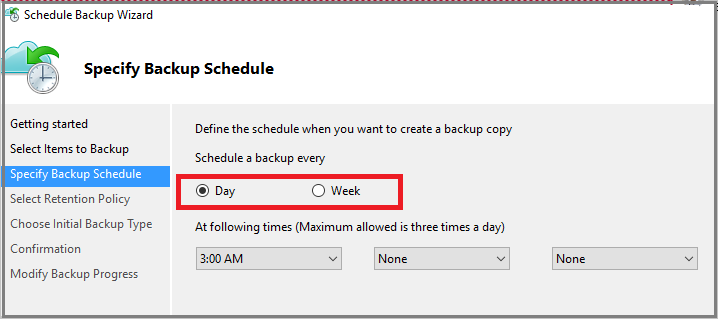 Schedule Backup Wizard
Specify Backup Schedule
Getting started
Select Items to Backup
Specify Backup Schedule
Select Retention Policy
Choose Initial Backup Type
Confirmation
Modify Backup Progress
Define the schedule when you want to create a backup copy
Schedule a backup every
Day Week
At following times (Maximum allowed is three times a day)
3:00 AM None None